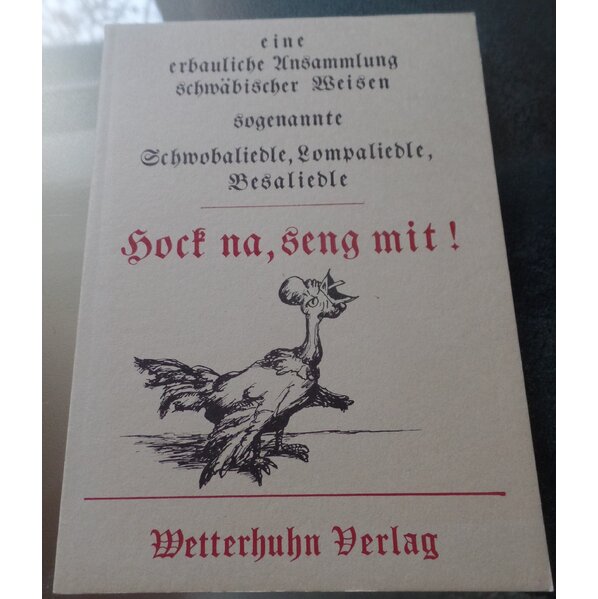 eine
erbauliche Ansammlung
schwäbischer Weisen
sogenannte
Schwobaliedle, Lompaliedle,
Besaliedle
Hock na, seng mit!
Wetterhuhn Verlag